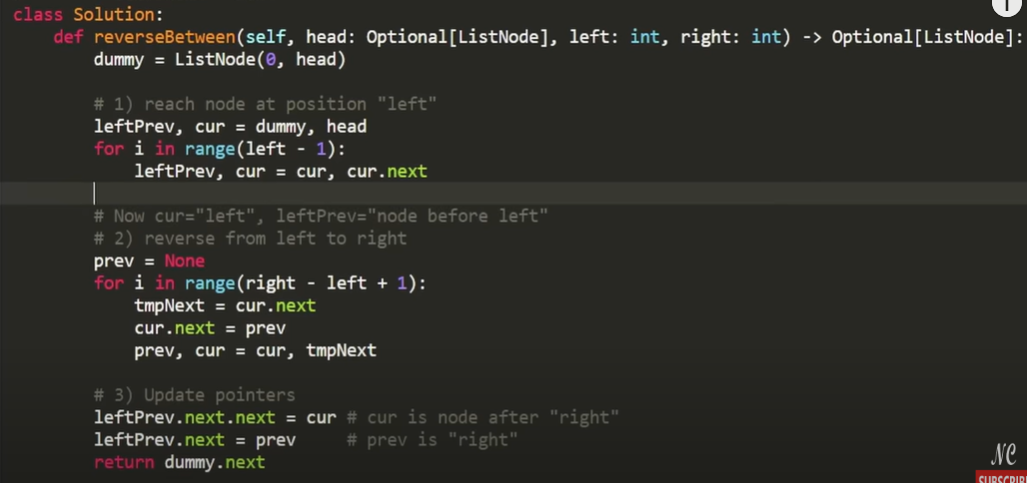 class Solution:
    def reverseBetween(self, head: Optional[ListNode], left: int, right: int) -> Optional[ListNode]:
        dummy = ListNode(0, head)

        # 1) reach node at position "left"
        leftPrev, cur = dummy, head
        for i in range(left - 1):
            leftPrev, cur = cur, cur.next

        # Now cur="left", leftPrev="node before left"
        # 2) reverse from left to right
        prev = None
        for i in range(right - left + 1):
            tmpNext = cur.next
            cur.next = prev
            prev, cur = cur, tmpNext

        # 3) Update pointers
        leftPrev.next.next = cur # cur is node after "right"
        leftPrev.next = prev     # prev is "right"
        return dummy.next
NC